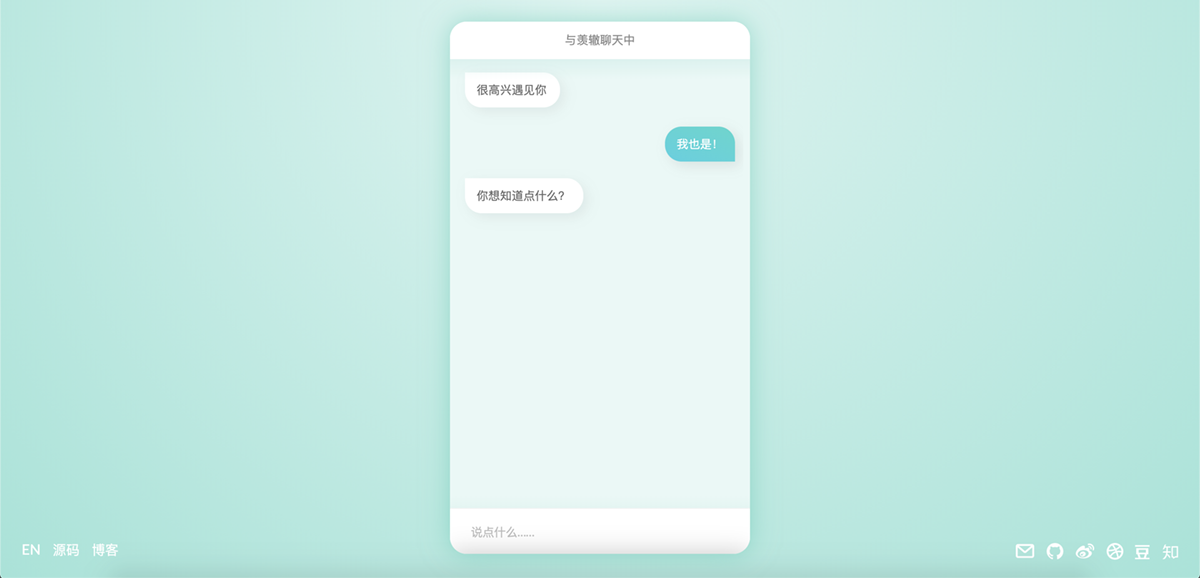 与羡辙聊天中
很高兴遇见你
我也是!
你想知道点什么?
说点什么……
EN 源码 博客
豆 知